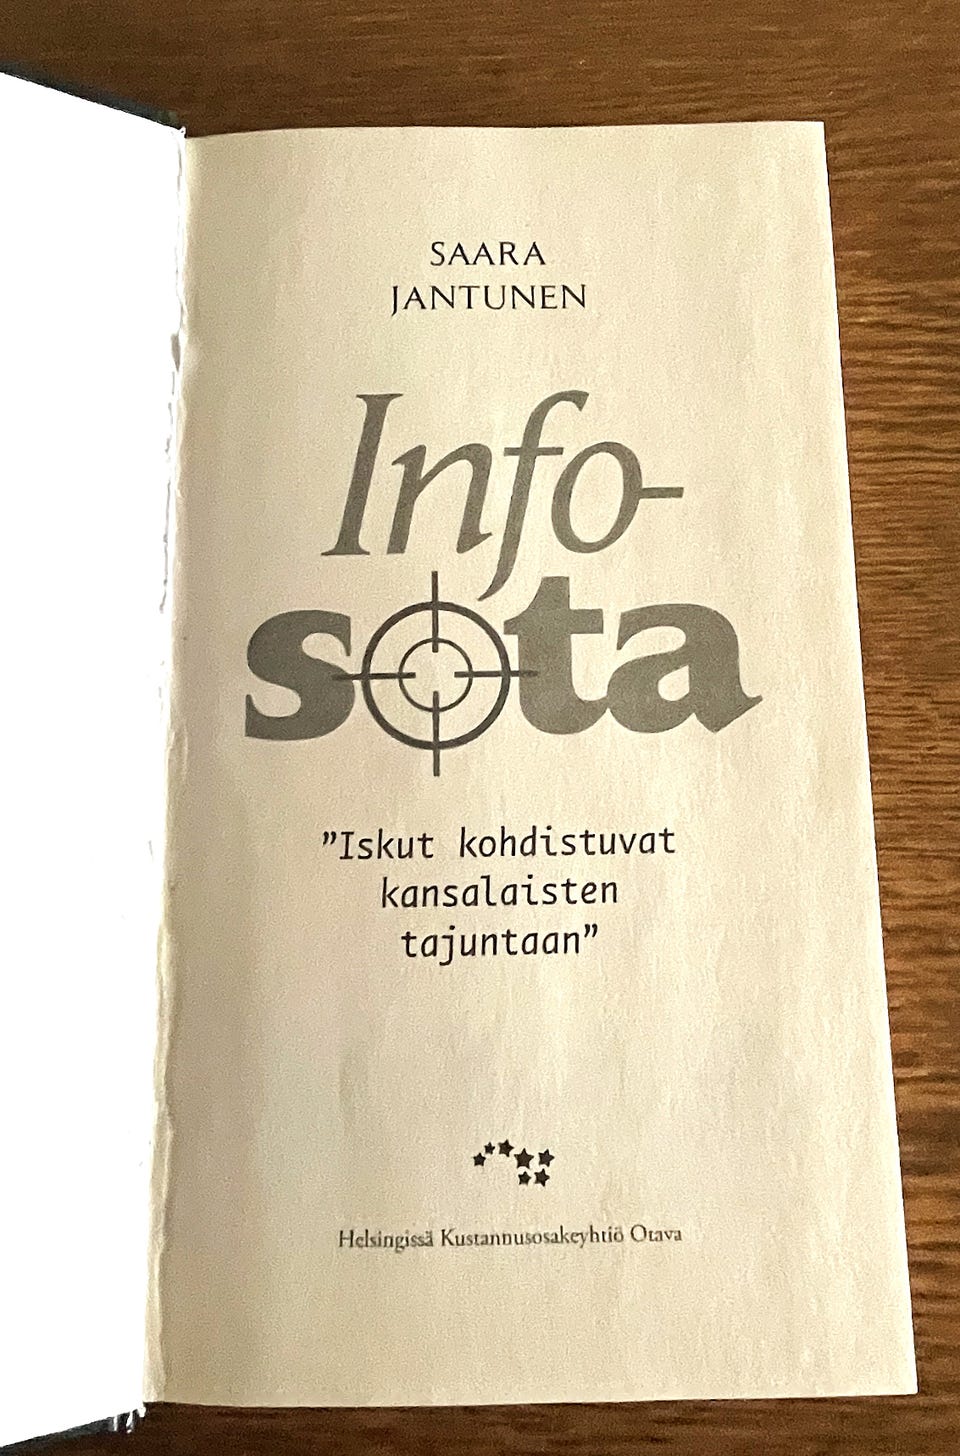 SAARA
JANTUNEN
Info-
sota
”Iskut kohdistuvat
kansalaisten
tajuntaan”
Helsingissä Kustannusosakeyhtiö Otava